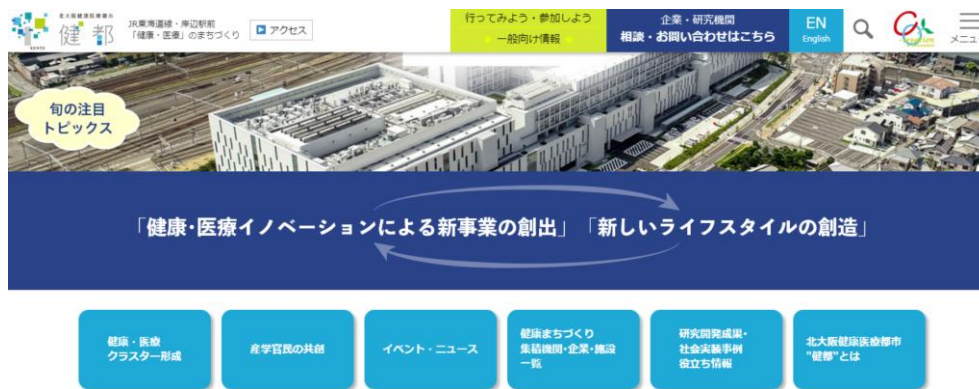 北大阪健康医療都市
健都
KENTO
JR東海道線・岸辺駅前
「健康・医療」のまちづくり
アクセス
行ってみよう・参加しよう
一般向け情報
企業・研究機関
相談・お問い合わせはこちら
EN
English
メニュ
旬の注目
トピックス
「健康・医療イノベーションによる新事業の創出」「新しいライフスタイルの創造」
健康・医療
クラスター形成
産学官民の共創
イベント・ニュース
健康まちづくり
集積機関・企業・施設
一覧
研究開発成果・
社会実装事例
役立ち情報
北大阪健康医療都市
"健都"とは